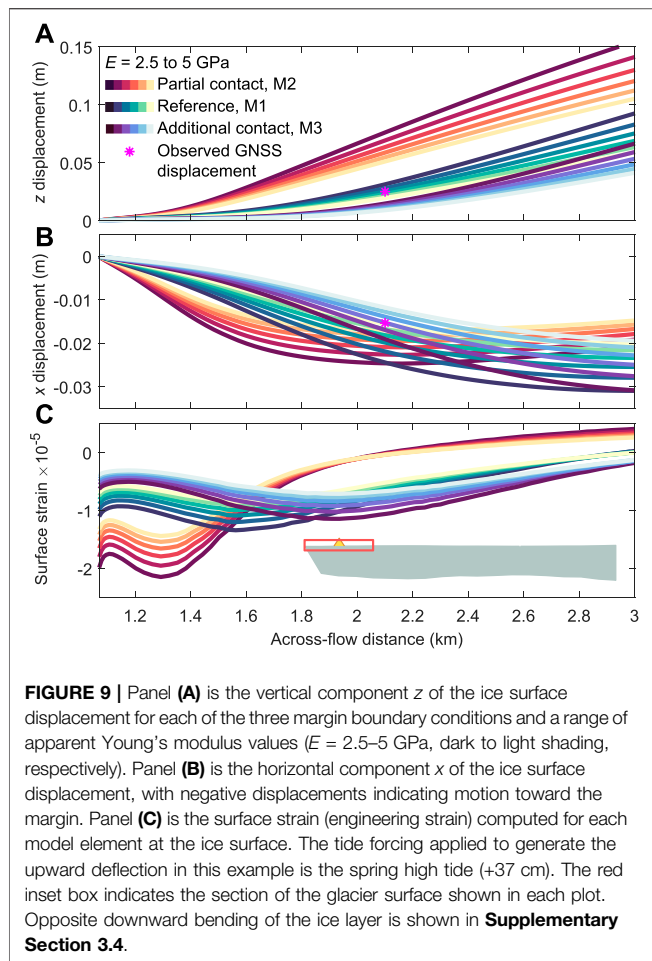 A
0.15
0.1
0.05
0
z displacement (m)
E = 2.5 to 5 GPa
Partial contact, M2
Reference, M1
Additional contact, M3
Observed GNSS
displacement
B
0
-0.01
-0.02
-0.03
x displacement (m)
C
0
-1
-2
Surface strain × 10⁻⁵
1.2 1.4 1.6 1.8 2 2.2 2.4 2.6 2.8 3
Across-flow distance (km)
FIGURE 9 | Panel (A) is the vertical component z of the ice surface
displacement for each of the three margin boundary conditions and a range of
apparent Young's modulus values (E = 2.5–5 GPa, dark to light shading,
respectively). Panel (B) is the horizontal component x of the ice surface
displacement, with negative displacements indicating motion toward the
margin. Panel (C) is the surface strain (engineering strain) computed for each
model element at the ice surface. The tide forcing applied to generate the
upward deflection in this example is the spring high tide (+37 cm). The red
inset box indicates the section of the glacier surface shown in each plot.
Opposite downward bending of the ice layer is shown in Supplementary
Section 3.4.